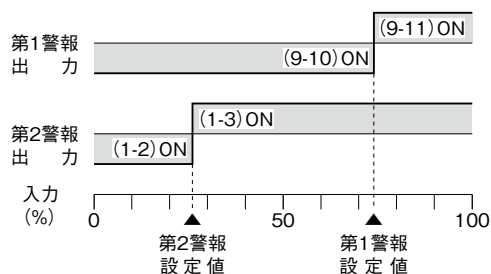 第1警報
出　力
(9-10)ON
(9-11)ON
第2警報
出　力
(1-2)ON
(1-3)ON
入力
(%)
0
50
100
第2警報
設定値
第1警報
設定値